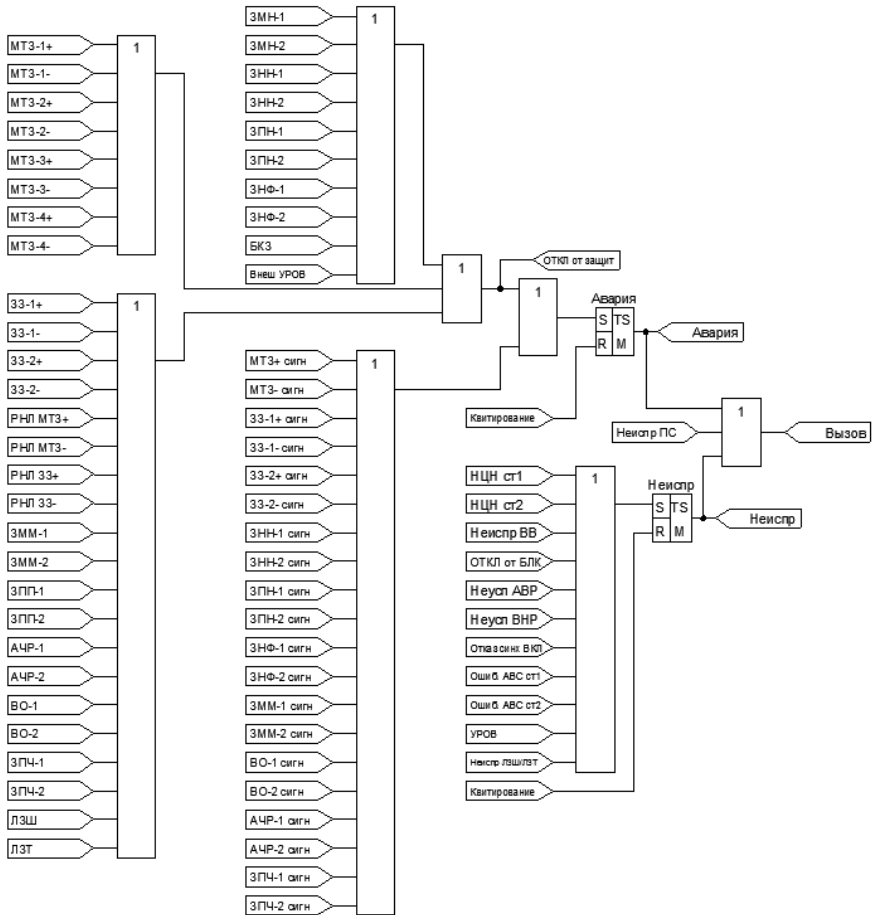 МТЗ-1+
МТЗ-1-
МТЗ-2+
МТЗ-2-
МТЗ-3+
МТЗ-3-
МТЗ-4+
МТЗ-4-
1
ЗЗ-1+
ЗЗ-1-
ЗЗ-2+
ЗЗ-2-
РНЛ МТЗ+
РНЛ МТЗ-
РНЛ ЗЗ+
РНЛ ЗЗ-
ЗММ-1
ЗММ-2
ЗПП-1
ЗПП-2
АЧР-1
АЧР-2
ВО-1
ВО-2
ЗПЧ-1
ЗПЧ-2
ЛЗШ
ЛЗТ
1
ЗМН-1
ЗМН-2
ЗНН-1
ЗНН-2
ЗПН-1
ЗПН-2
ЗНФ-1
ЗНФ-2
БКЗ
Внеш УРОВ
1
МТЗ+ сигн
МТЗ- сигн
ЗЗ-1+ сигн
ЗЗ-1- сигн
ЗЗ-2+ сигн
ЗЗ-2- сигн
ЗНН-1 сигн
ЗНН-2 сигн
ЗПН-1 сигн
ЗПН-2 сигн
ЗНФ-1 сигн
ЗНФ-2 сигн
ЗММ-1 сигн
ЗММ-2 сигн
ВО-1 сигн
ВО-2 сигн
АЧР-1 сигн
АЧР-2 сигн
ЗПЧ-1 сигн
ЗПЧ-2 сигн
1
1
ОТКЛ от защит
1
Авария
S TS
R M
Авария
Квитирование
Неиспр ПС
1
Вызов
НЦН ст1
НЦН ст2
Неиспр ВВ
ОТКЛ от БЛК
Неусп АВР
Неусп ВНР
Отказ синх ВКЛ
Ошиб. АВС ст1
Ошиб. АВС ст2
УРОВ
Неиспр ЛЗШ/ЛЗТ
Квитирование
1
Неиспр
S TS
R M
Неиспр